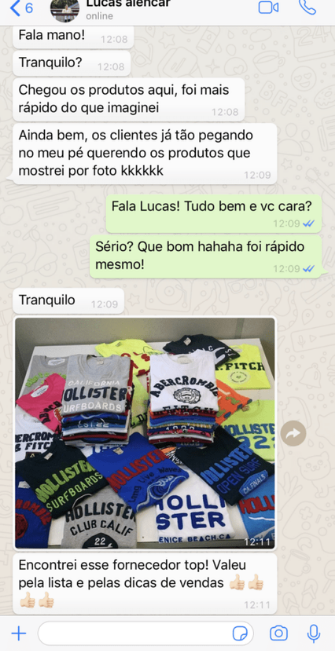 6
Lucas alencar
online
Fala mano!
12:08
Tranquilo?
12:08
Chegou os produtos aqui, foi mais
rápido do que imaginei
12:08
Ainda bem, os clientes já tão pegando
no meu pé querendo os produtos que
mostrei por foto kkkkkk
12:09
Fala Lucas! Tudo bem e vc cara?
12:09
Sério? Que bom hahaha foi rápido
mesmo!
12:09
Tranquilo
12:09
CALIFORNIA
HOLLISTER
SURFBOARDS
ABERCROMBIE
FITCH
& FITCH
HOLLISTER
SURFBOARDS
HOLLISTER
HOLLISTER
HOLLISTER
CLUB CALIF
22
HOLLI
STER
VENICE BEACH CA
12:11
Encontrei esse fornecedor top! Valeu
pela lista e pelas dicas de vendas 👍🏻👍🏻
👍🏻👍🏻
12:11